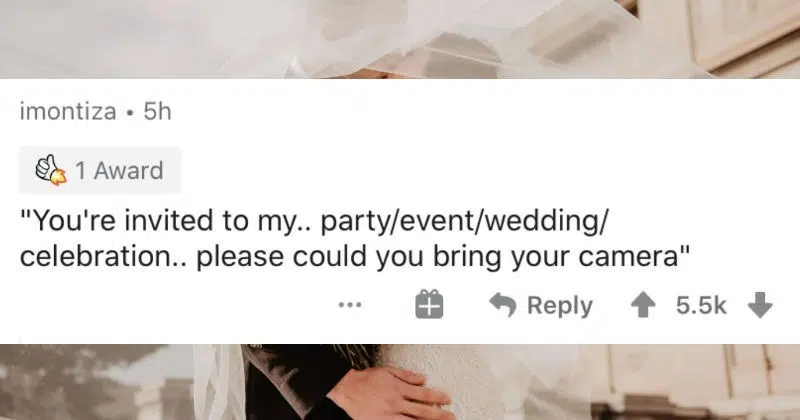 imontiza • 5h
1 Award
"You're invited to my.. party/event/wedding/
celebration.. please could you bring your camera"
... Reply 5.5k